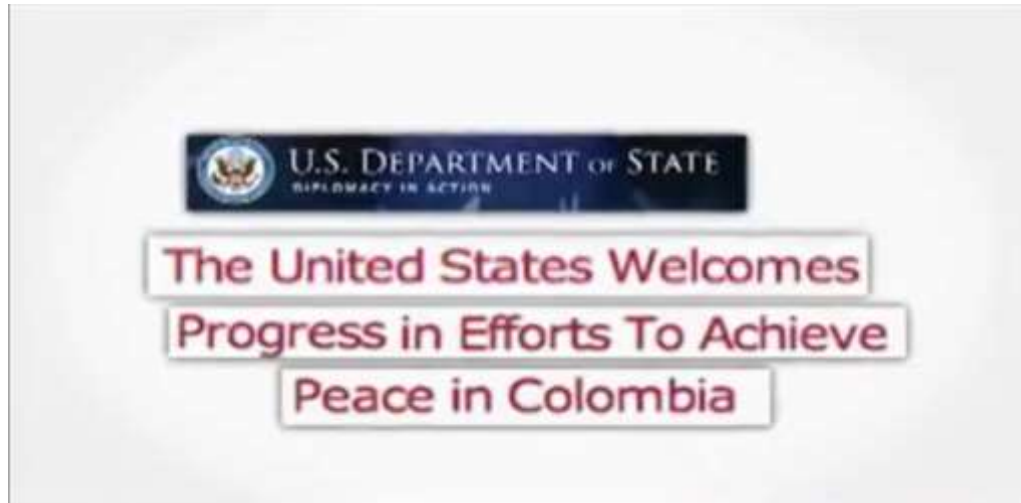 U.S. DEPARTMENT OF STATE
DIPLOMACY IN ACTION
The United States Welcomes
Progress in Efforts To Achieve
Peace in Colombia